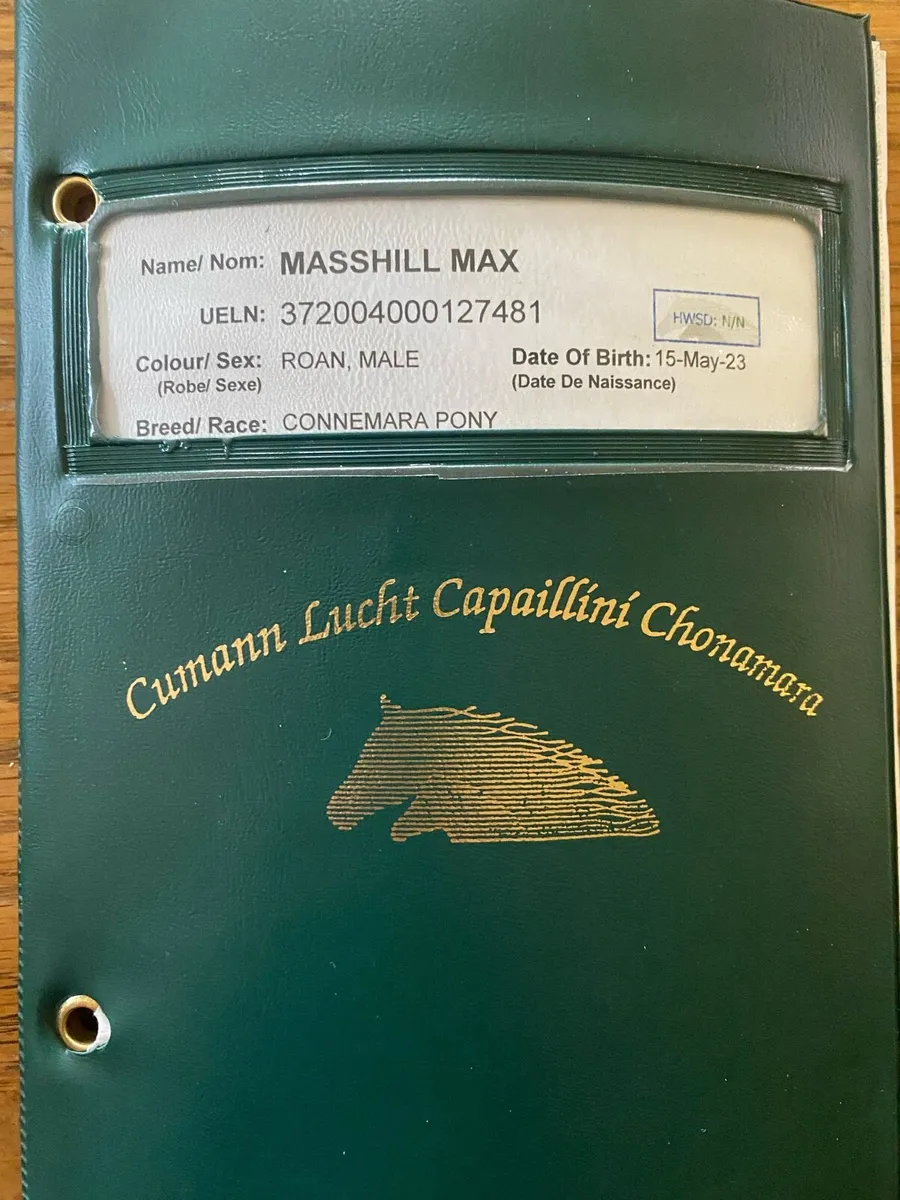 Name/ Nom: MASSHILL MAX
UELN: 372004000127481
HWSD: N/N
Colour/ Sex: ROAN, MALE Date Of Birth: 15-May-23
(Robe/ Sexe) (Date De Naissance)
Breed/ Race: CONNEMARA PONY
Cumann Lucht Capaillíní Chonamara